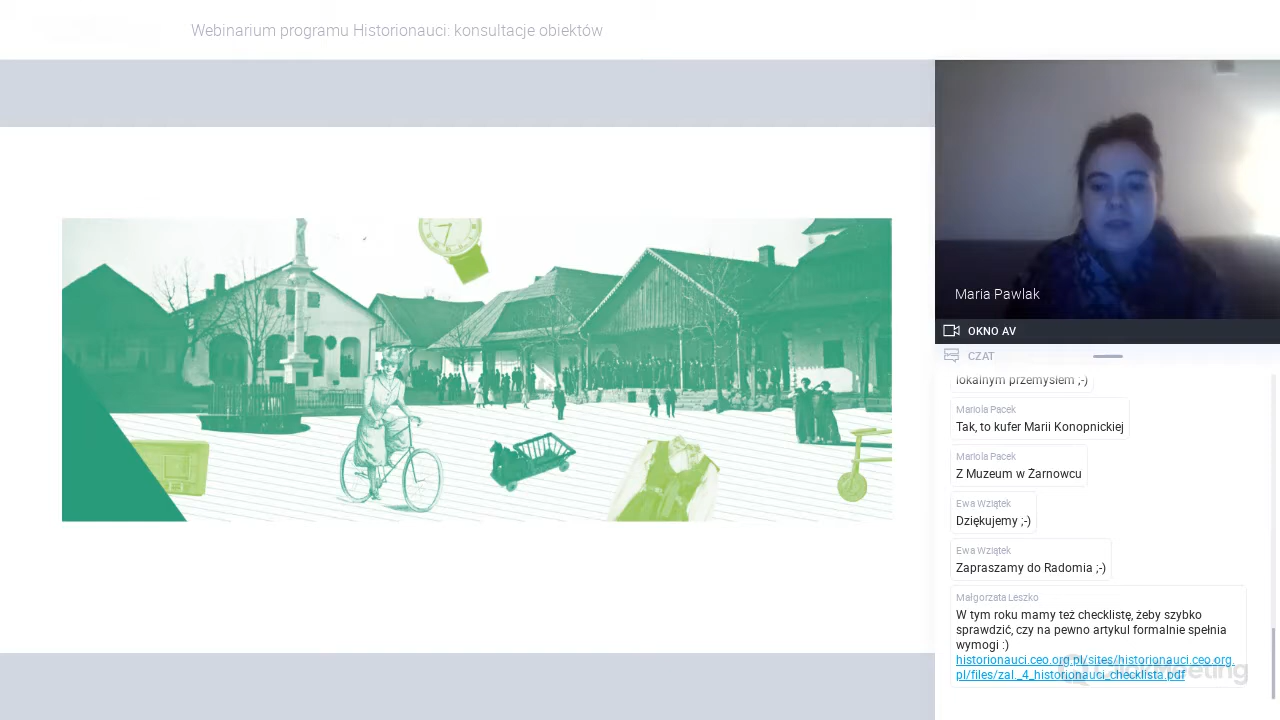 Webinarium programu Historionauci: konsultacje obiektów
Maria Pawlak
OKNO AV
CZAT
lokalnym przemysłem ;-)
Mariola Pacek
Tak, to kufer Marii Konopnickiej
Mariola Pacek
Z Muzeum w Żarnowcu
Ewa Wziątek
Dziękujemy ;-)
Ewa Wziątek
Zapraszamy do Radomia ;-)
Małgorzata Leszko
W tym roku mamy też checklistę, żeby szybko
sprawdzić, czy na pewno artykul formalnie spełnia
wymogi :)
historionauci.ceo.org.pl/sites/historionauci.ceo.org.
pl/files/zal._4_historionauci_checklista.pdf
ClickMeeting